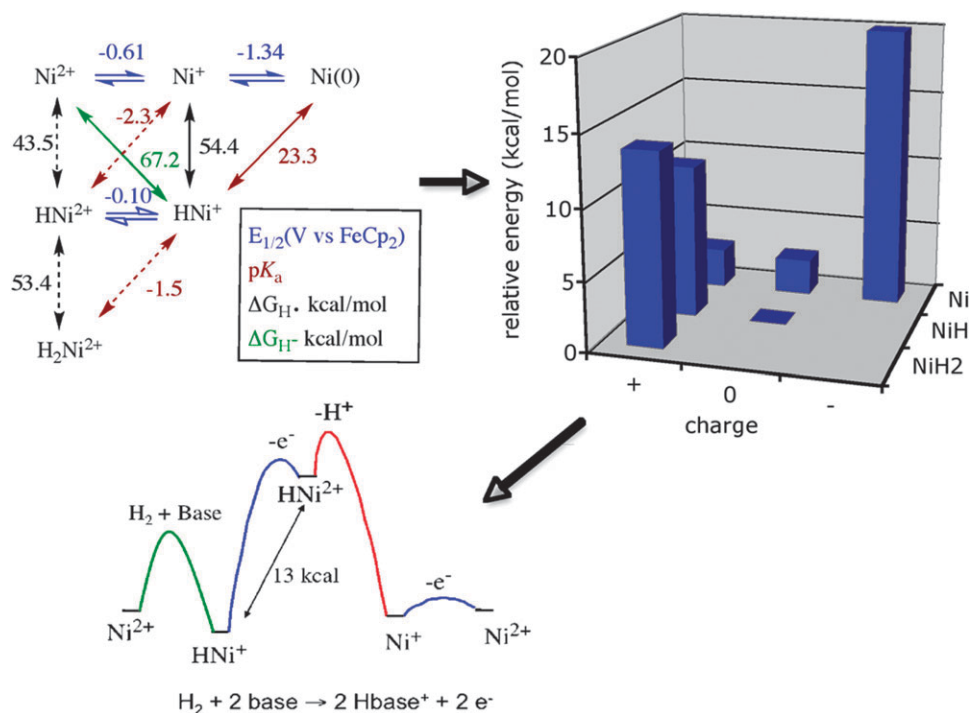 -0.61 -1.34
Ni²⁺ Ni⁺ Ni(0)
-2.3
43.5 67.2 54.4 23.3
-0.10
HNi²⁺ HNi⁺
E₁/₂(V vs FeCp₂)
pKₐ
ΔG_H• kcal/mol
ΔG_H- kcal/mol
53.4 -1.5
H₂Ni²⁺
relative energy (kcal/mol)
20
15
10
5
0
+ 0 -
charge
Ni
NiH
NiH2
-H⁺
-e⁻
HNi²⁺
H₂ + Base
13 kcal
-e⁻
Ni²⁺ HNi⁺ Ni⁺ Ni²⁺
H₂ + 2 base → 2 Hbase⁺ + 2 e⁻